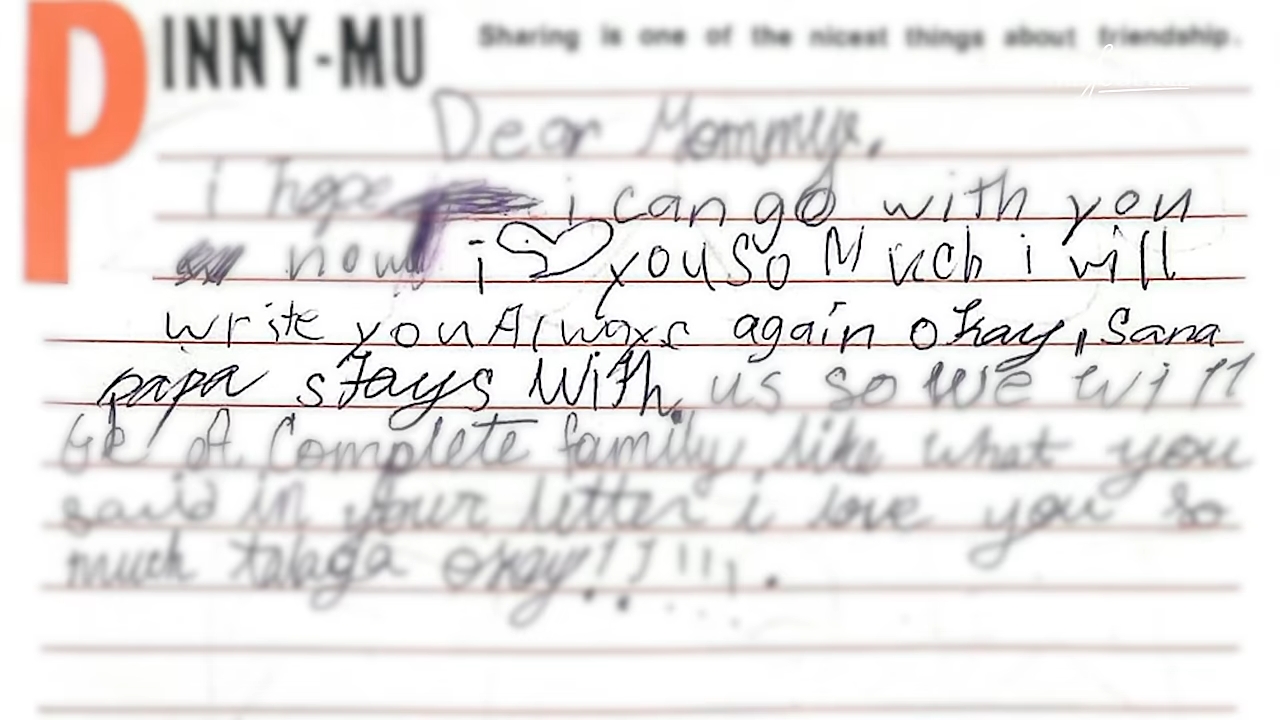 PINNY-MU
Sharing is one of the nicest things about friendship.
Dear Mommy,
i hope i can go with you
now i ♡ you So Much i will
write you Always again okay, Sana
papa stays With us so We will
be A Complete family like what you
said in your letter i love you so
much talaga okay!!!!!!.